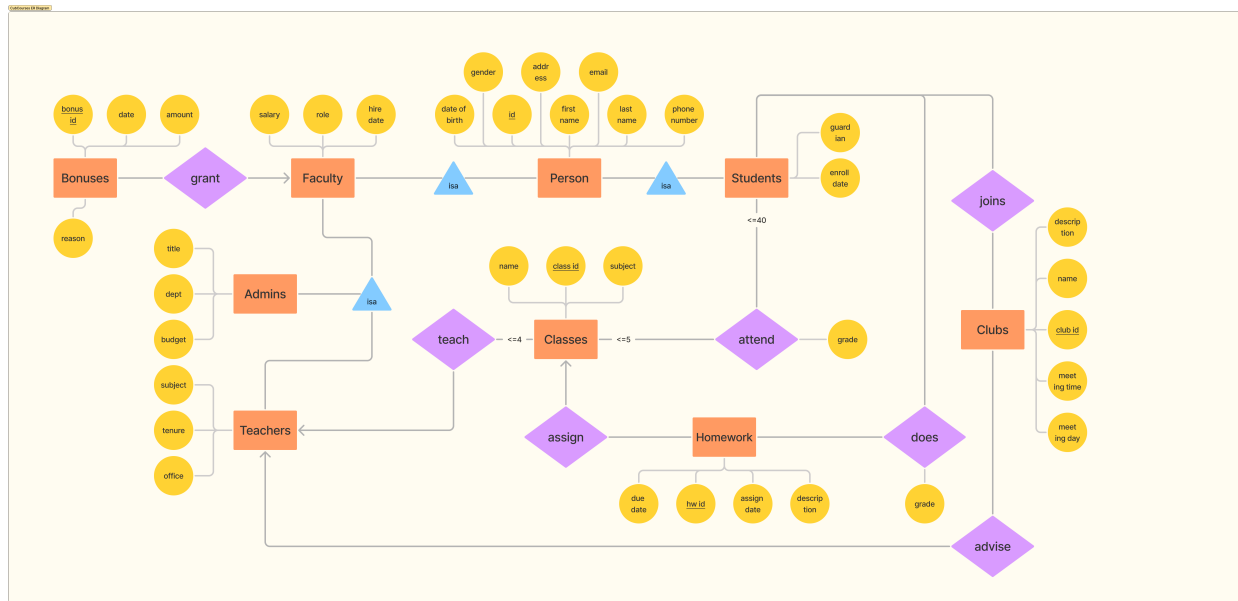 CubCourses ER Diagram
gender
addr
ess
email
bonus
id
date
amount
salary
role
hire
date
date of
birth
id
first
name
last
name
phone
number
guard
ian
Bonuses
grant
Faculty
isa
Person
isa
Students
enroll
date
joins
<=40
descrip
tion
reason
title
name
class id
subject
name
dept
Admins
isa
budget
teach
<=4
Classes
<=5
attend
grade
Clubs
club id
subject
meet
ing time
tenure
Teachers
assign
Homework
does
meet
ing day
office
due
date
hw id
assign
date
descrip
tion
grade
advise